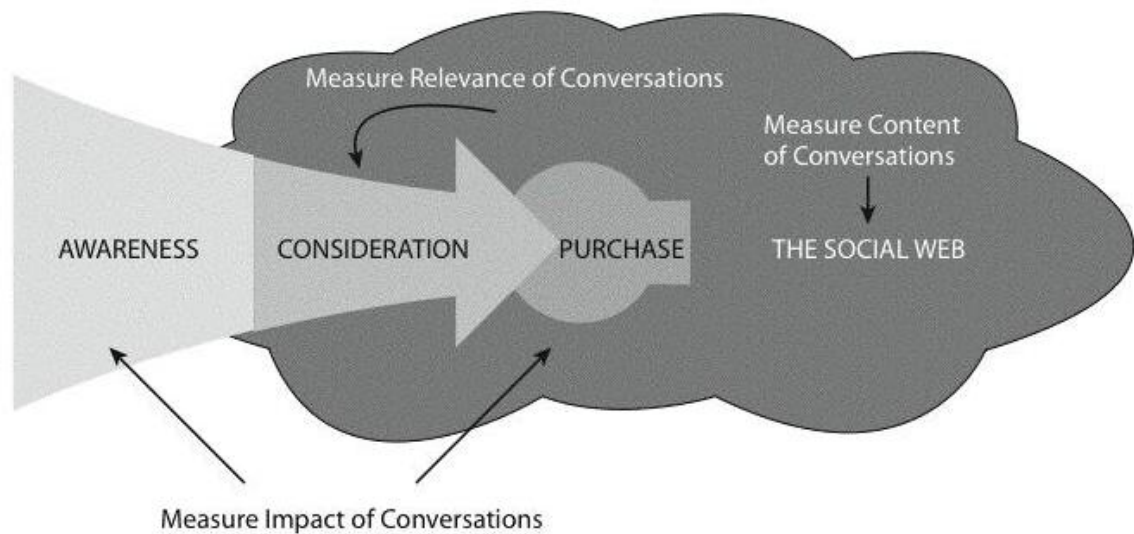 Measure Relevance of Conversations
Measure Content
of Conversations
AWARENESS
CONSIDERATION
PURCHASE
THE SOCIAL WEB
Measure Impact of Conversations